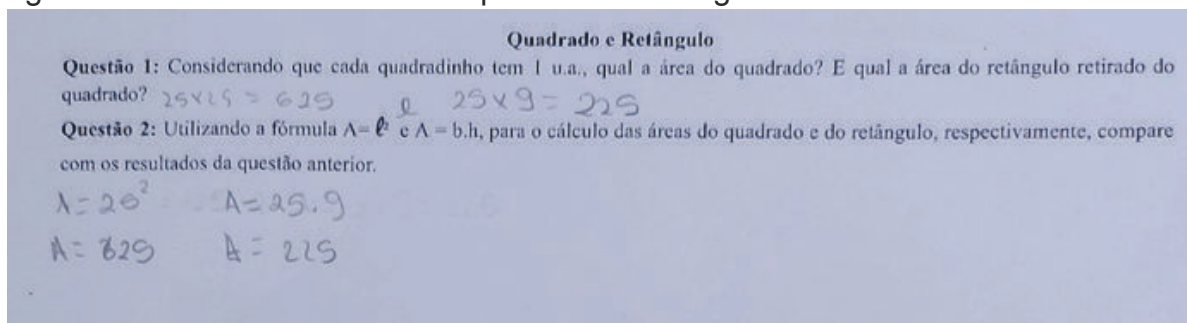 Quadrado e Retângulo
Questão 1: Considerando que cada quadradinho tem 1 u.a., qual a área do quadrado? E qual a área do retângulo retirado do
quadrado? 25x25 = 625 e 25x9 = 225
Questão 2: Utilizando a fórmula A= ℓ² e A = b.h, para o cálculo das áreas do quadrado e do retângulo, respectivamente, compare
com os resultados da questão anterior.
A = 25² A = 25.9
A = 625 A = 225